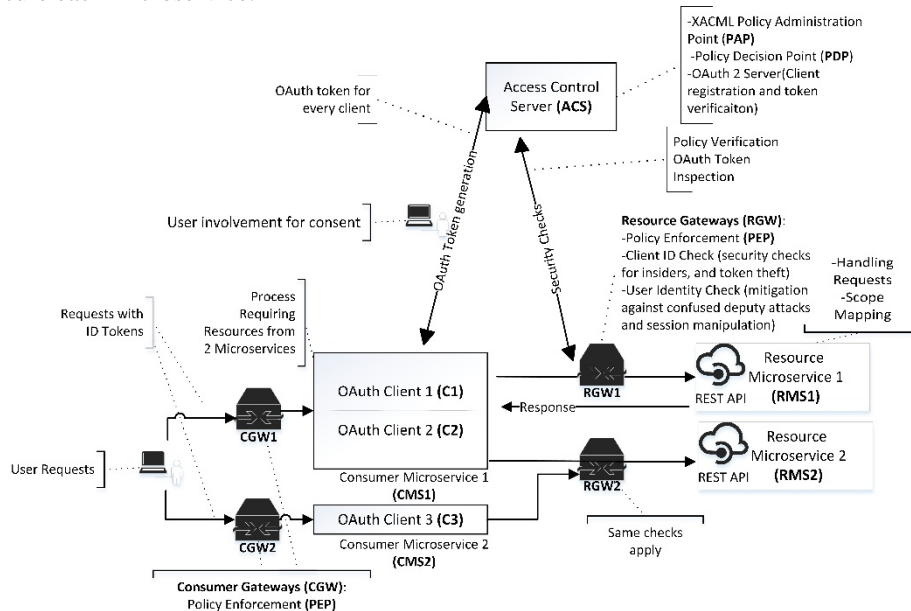 -XACML Policy Administration
Point (PAP)
-Policy Decision Point (PDP)
-OAuth 2 Server(Client
registration and token
verificaiton)
Access Control
Server (ACS)
OAuth token for
every client
Policy Verification
OAuth Token
Inspection
User involvement for consent
OAuth Token generation
Security Checks
Resource Gateways (RGW):
-Policy Enforcement (PEP)
-Client ID Check (security checks
for insiders, and token theft)
-User Identity Check (mitigation
against confused deputy attacks
and session manipulation)
-Handling
Requests
-Scope
Mapping
Requests with
ID Tokens
Process
Requiring
Resources from
2 Microservices
OAuth Client 1 (C1)
OAuth Client 2 (C2)
Consumer Microservice 1
(CMS1)
CGW1
RGW1
Response
REST API
Resource
Microservice 1
(RMS1)
User Requests
RGW2
REST API
Resource
Microservice 2
(RMS2)
CGW2
OAuth Client 3 (C3)
Consumer Microservice 2
(CMS2)
Same checks
apply
Consumer Gateways (CGW):
Policy Enforcement (PEP)